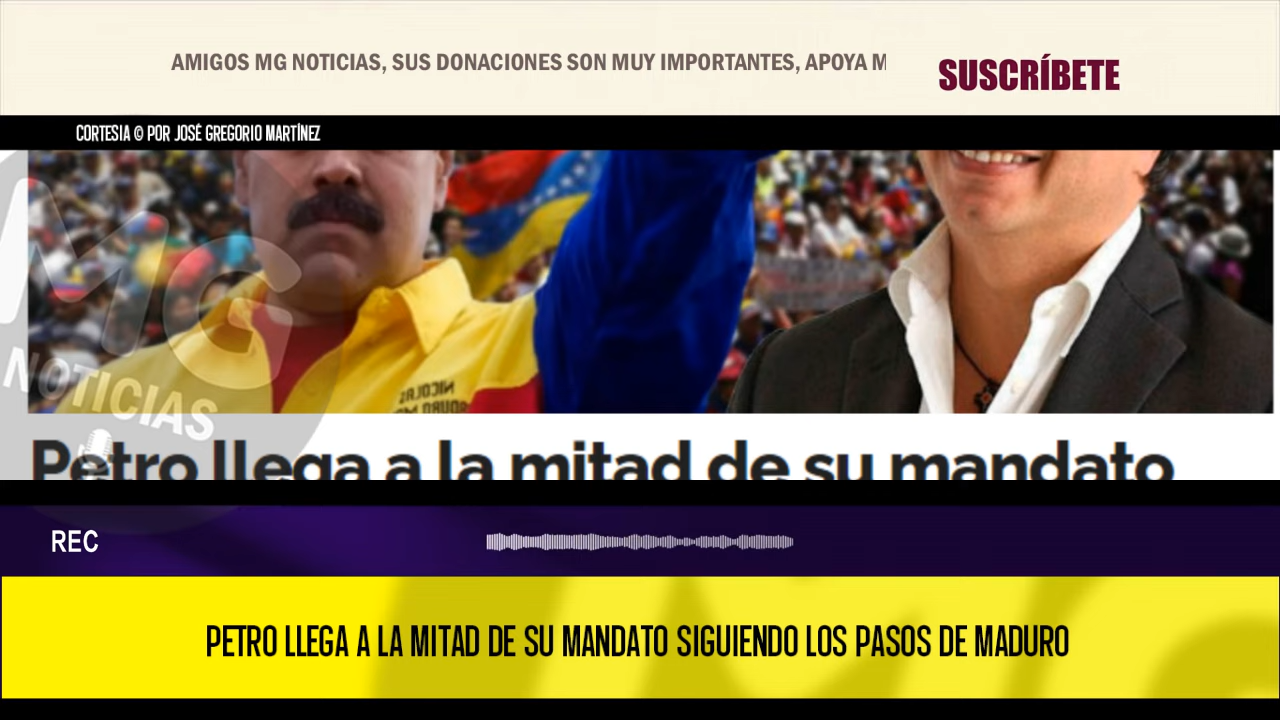 AMIGOS MG NOTICIAS, SUS DONACIONES SON MUY IMPORTANTES, APOYA M
SUSCRÍBETE
CORTESIA © POR JOSÉ GREGORIO MARTÍNEZ
MG
NOTICIAS
NICOLAS
Petro llega a la mitad de su mandato
REC
PETRO LLEGA A LA MITAD DE SU MANDATO SIGUIENDO LOS PASOS DE MADURO